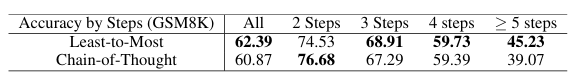 Accuracy by Steps (GSM8K) All 2 Steps 3 Steps 4 steps ≥ 5 steps
Least-to-Most 62.39 74.53 68.91 59.73 45.23
Chain-of-Thought 60.87 76.68 67.29 59.39 39.07